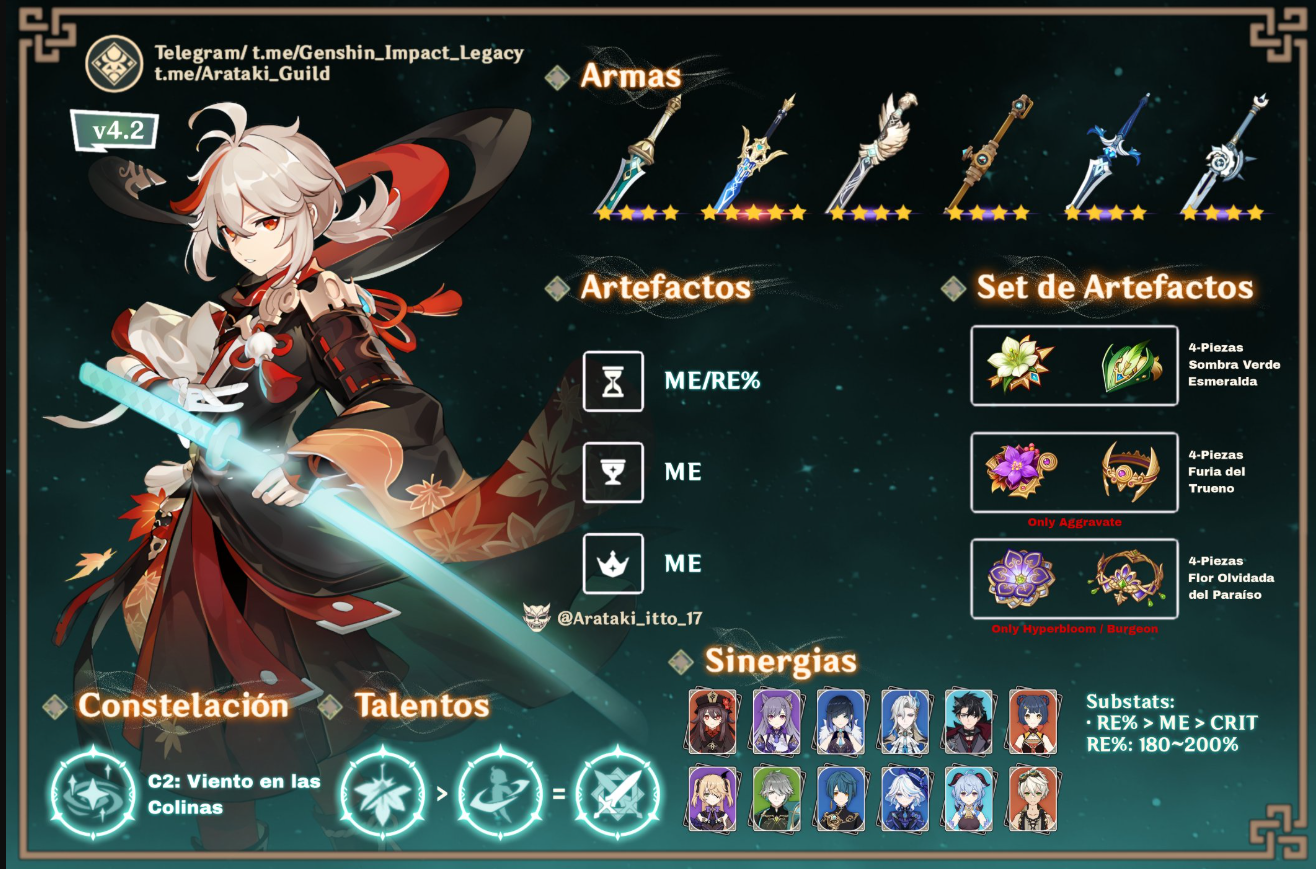 Telegram/ t.me/Genshin_Impact_Legacy
t.me/Arataki_Guild
v4.2
Armas
Artefactos
ME/RE%
ME
ME
@Arataki_itto_17
Set de Artefactos
4-Piezas
Sombra Verde
Esmeralda
4-Piezas
Furia del
Trueno
Only Aggravate
4-Piezas
Flor Olvidada
del Paraíso
Only Hyperbloom / Burgeon
Constelación
C2: Viento en las
Colinas
Talentos
> =
Sinergias
Substats:
· RE% > ME > CRIT
RE%: 180~200%